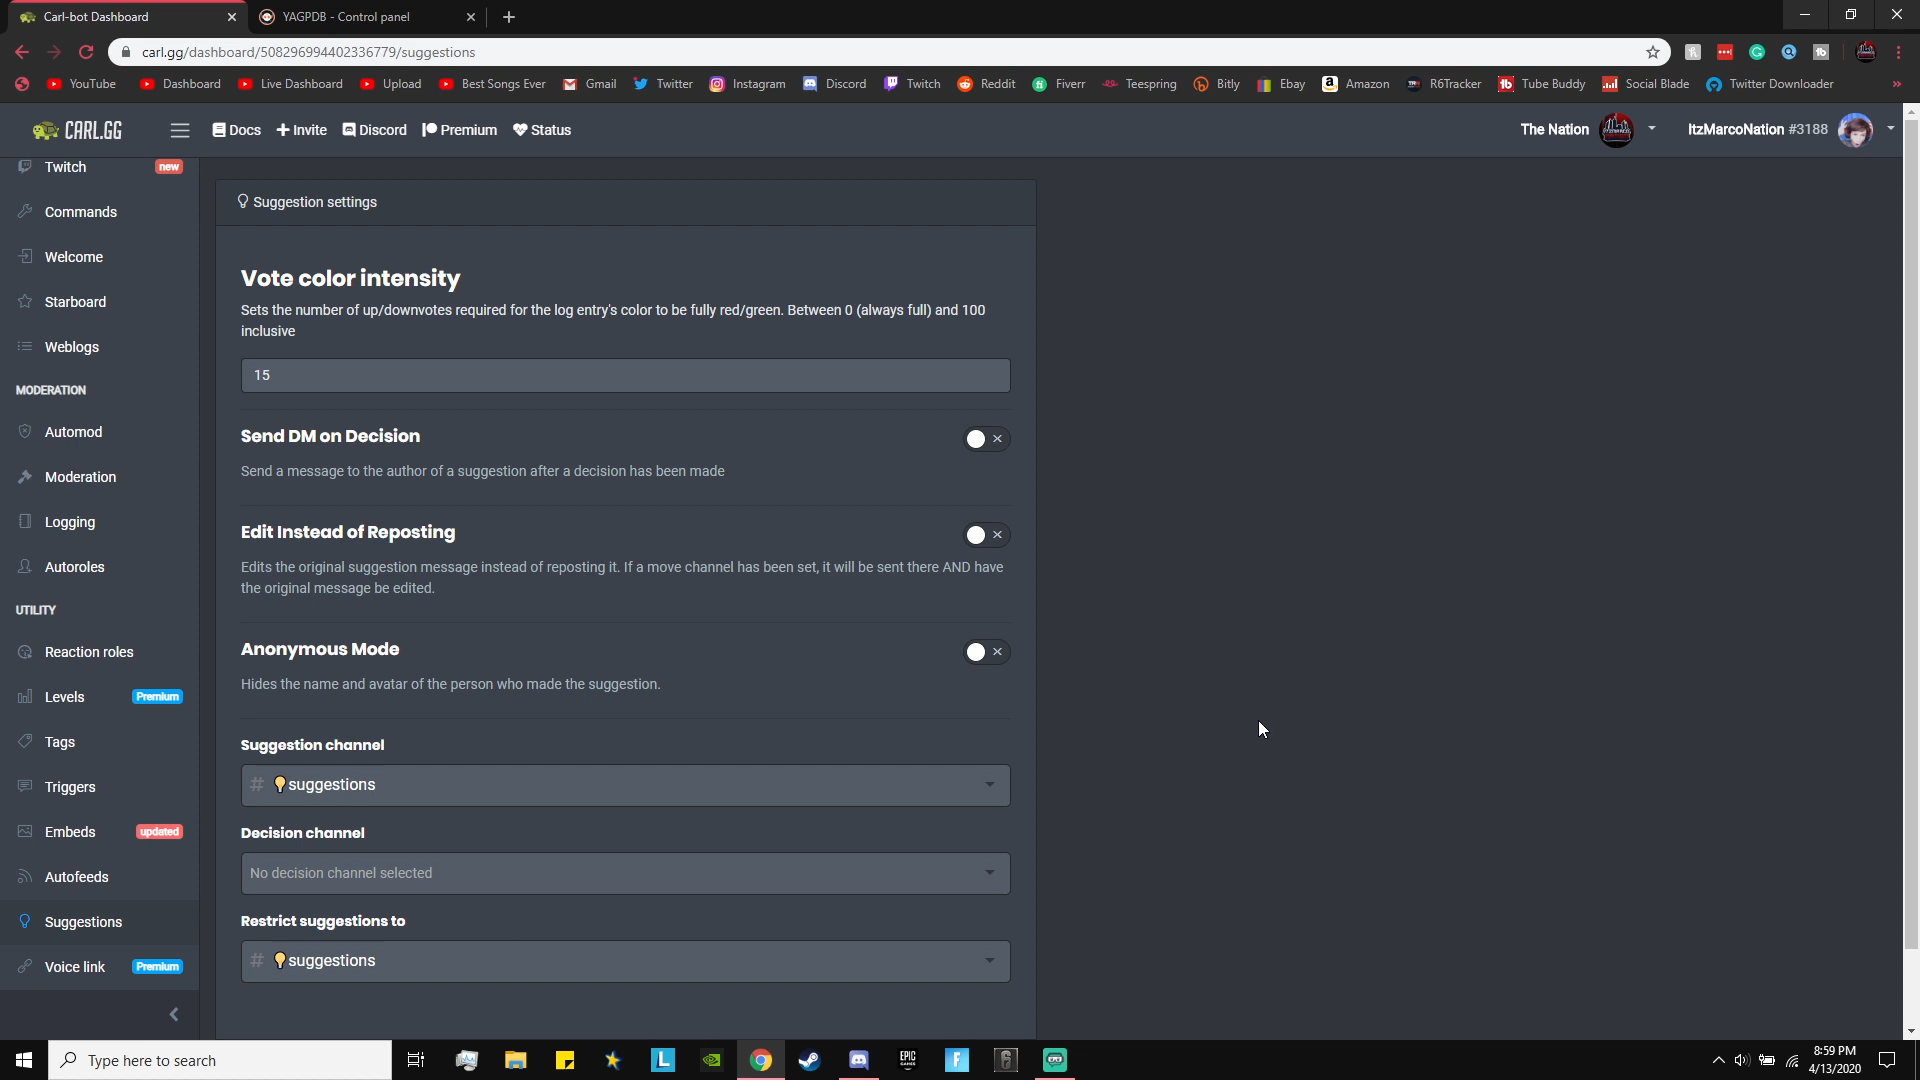 Carl-bot Dashboard
YAGPDB - Control panel
carl.gg/dashboard/508296994402336779/suggestions
YouTube
Dashboard
Live Dashboard
Upload
Best Songs Ever
Gmail
Twitter
Instagram
Discord
Twitch
Reddit
Fiverr
Teespring
Bitly
Ebay
Amazon
R6Tracker
Tube Buddy
Social Blade
Twitter Downloader
CARL.GG
Docs
Invite
Discord
Premium
Status
The Nation
ItzMarcoNation #3188
Twitch new
Commands
Welcome
Starboard
Weblogs
MODERATION
Automod
Moderation
Logging
Autoroles
UTILITY
Reaction roles
Levels Premium
Tags
Triggers
Embeds updated
Autofeeds
Suggestions
Voice link Premium
Suggestion settings
Vote color intensity
Sets the number of up/downvotes required for the log entry's color to be fully red/green. Between 0 (always full) and 100
inclusive
15
Send DM on Decision
Send a message to the author of a suggestion after a decision has been made
Edit Instead of Reposting
Edits the original suggestion message instead of reposting it. If a move channel has been set, it will be sent there AND have
the original message be edited.
Anonymous Mode
Hides the name and avatar of the person who made the suggestion.
Suggestion channel
# 💡suggestions
Decision channel
No decision channel selected
Restrict suggestions to
# 💡suggestions
Type here to search
8:59 PM
4/13/2020